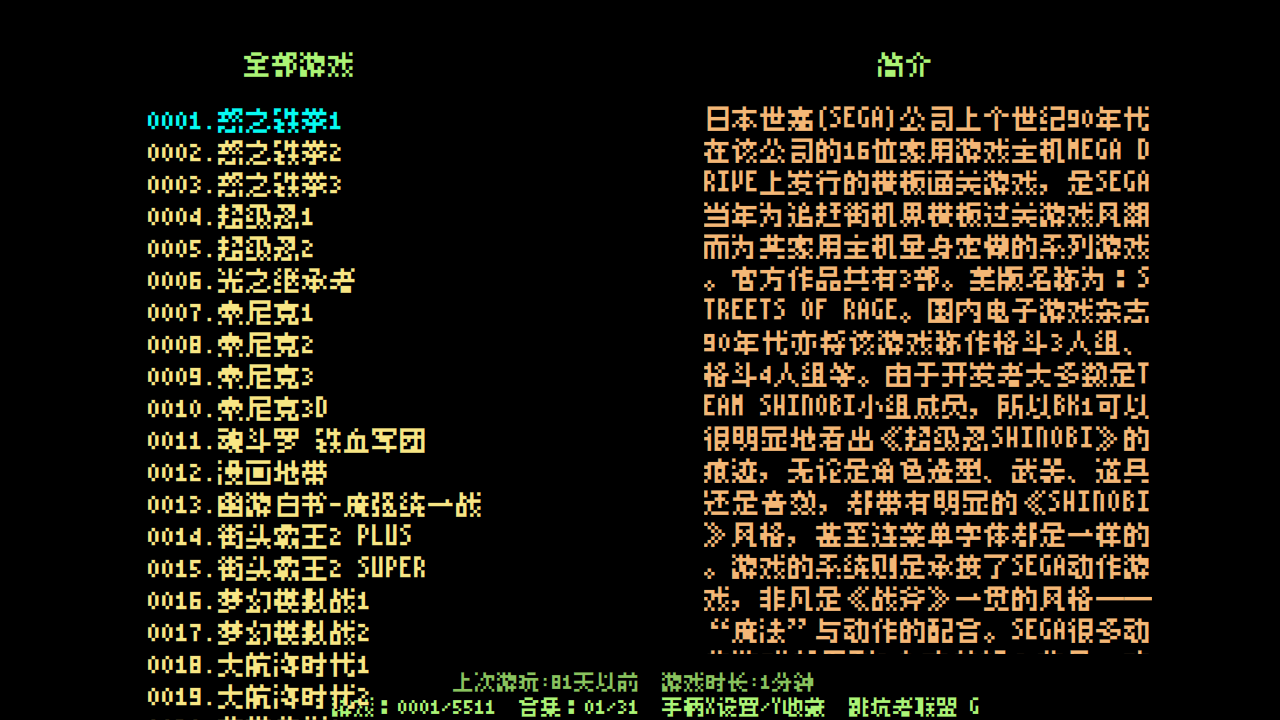 全部游戏
0001.怒之铁拳1
0002.怒之铁拳2
0003.怒之铁拳3
0004.超级忍1
0005.超级忍2
0006.光之继承者
0007.索尼克1
0008.索尼克2
0009.索尼克3
0010.索尼克3D
0011.魂斗罗 铁血军团
0012.漫画地带
0013.幽游白书-魔强统一战
0014.街头霸王2 PLUS
0015.街头霸王2 SUPER
0016.梦幻模拟战1
0017.梦幻模拟战2
0018.大航海时代1
0019.大航海时代2
简介
日本世嘉(SEGA)公司上个世纪90年代
在该公司的16位家用游戏主机MEGA D
RIVE上发行的横板通关游戏，是SEGA
当年为追赶街机界横板过关游戏风潮
而为其家用主机量身定做的系列游戏
。官方作品共有3部。美版名称为：S
TREETS OF RAGE。国内电子游戏杂志
90年代亦将该游戏称作格斗3人组、
格斗4人组等。由于开发者大多数是T
EAM SHINOBI小组成员，所以BK1可以
很明显地看出《超级忍SHINOBI》的
痕迹，无论是角色造型、武器、道具
还是音效，都带有明显的《SHINOBI
》风格，甚至连菜单字体都是一样的
。游戏的系统则是承接了SEGA动作游
戏，非凡是《战斧》一贯的风格——
“魔法”与动作的配合。SEGA很多动
上次游玩:81天以前 游戏时长:1分钟
游戏：0001/5511 合集：01/31 手柄X设置/Y收藏 跳坑老联盟 G